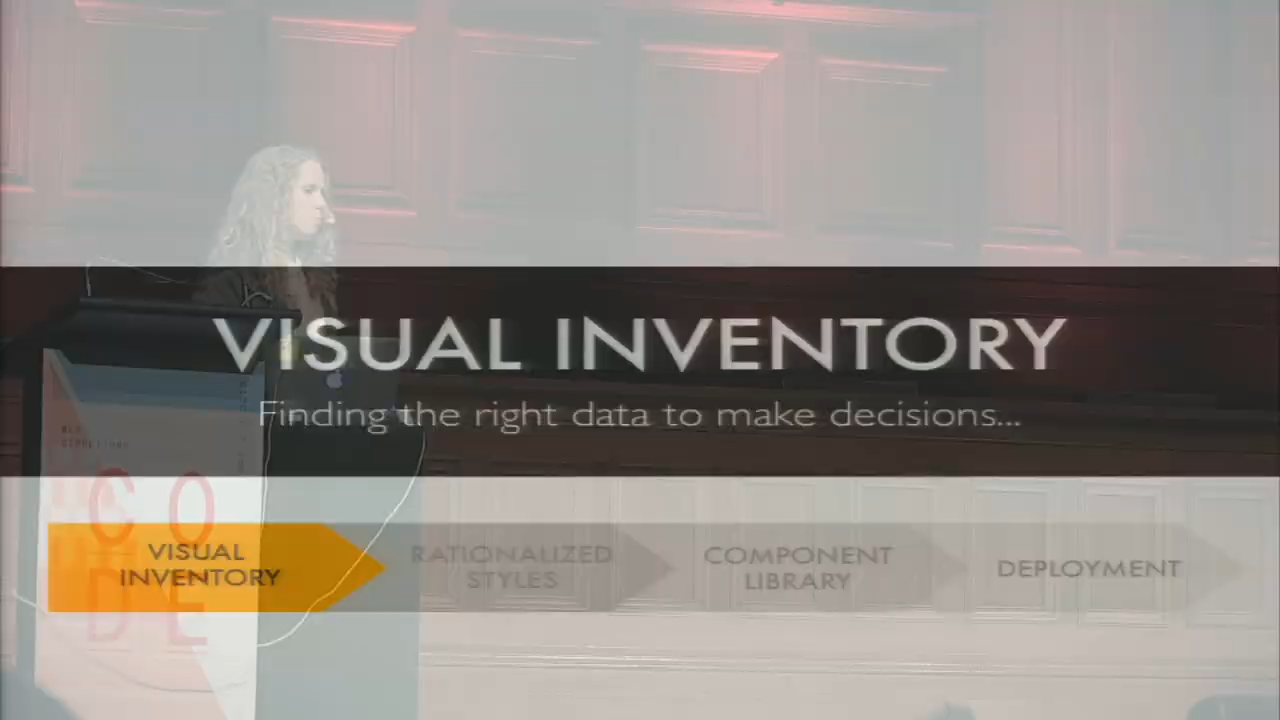 VISUAL INVENTORY
Finding the right data to make decisions...
C O
D E
VISUAL
INVENTORY
RATIONALIZED
STYLES
COMPONENT
LIBRARY
DEPLOYMENT